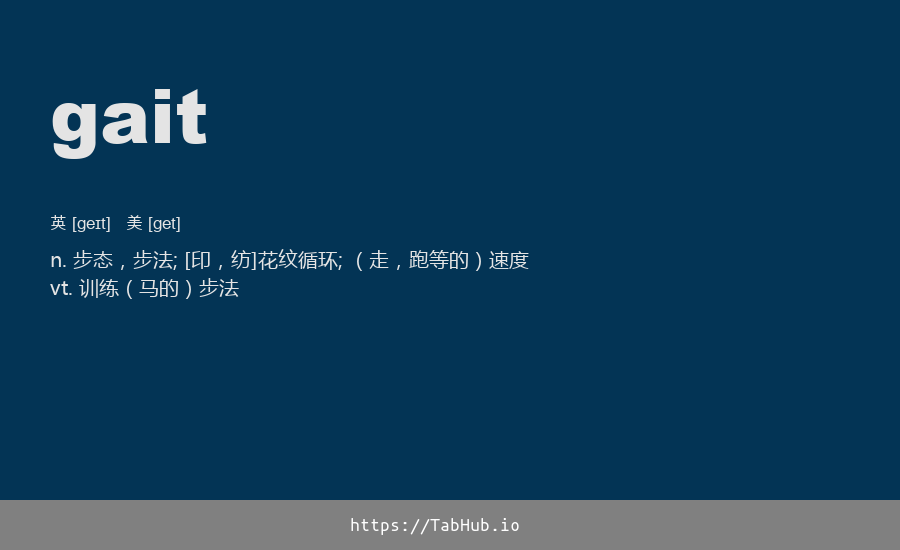 gait
英 [geɪt] 美 [ɡet]
n. 步态，步法; [印，纺]花纹循环; （走，跑等的）速度
vt. 训练（马的）步法
https://TabHub.io